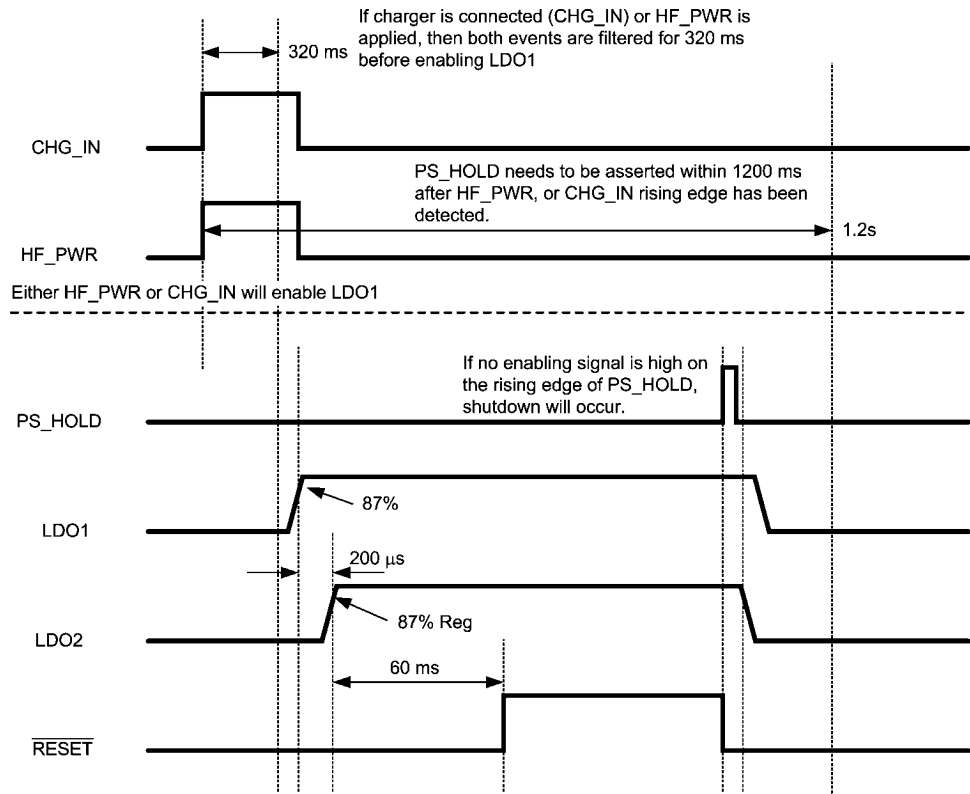 If charger is connected (CHG_IN) or HF_PWR is
applied, then both events are filtered for 320 ms
before enabling LDO1
320 ms
CHG_IN
PS_HOLD needs to be asserted within 1200 ms
after HF_PWR, or CHG_IN rising edge has been
detected.
1.2s
HF_PWR
Either HF_PWR or CHG_IN will enable LDO1
If no enabling signal is high on
the rising edge of PS_HOLD,
shutdown will occur.
PS_HOLD
87%
LDO1
200 μs
87% Reg
LDO2
60 ms
RESET